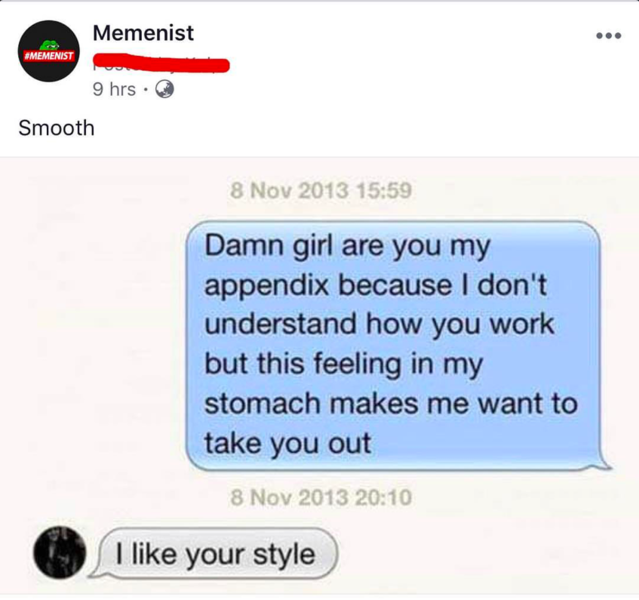 Memenist
#MEMENIST
9 hrs ·
Smooth
8 Nov 2013 15:59
Damn girl are you my
appendix because I don't
understand how you work
but this feeling in my
stomach makes me want to
take you out
8 Nov 2013 20:10
I like your style